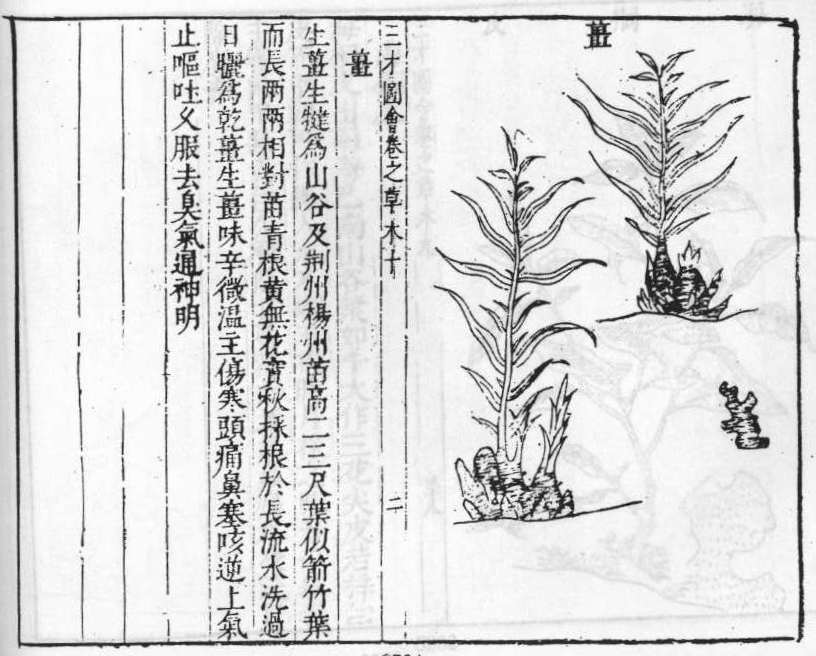 薑
三才圖會卷之草木十 二
薑
生薑生犍爲山谷及荆州楊州苗高二三尺葉似箭竹葉
而長兩兩相對苗青根黃無花實秋採根於長流水洗過
日曬爲乾薑生薑味辛微温主傷寒頭痛鼻塞咳逆上氣
止嘔吐乂服去臭氣通神明